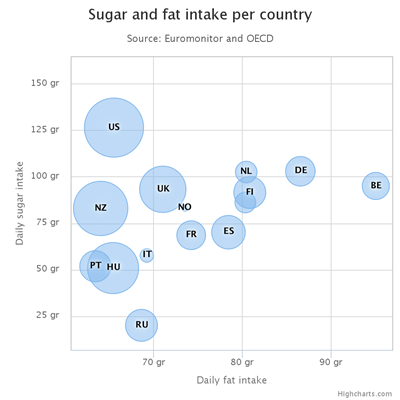 Sugar and fat intake per country
Source: Euromonitor and OECD
Daily sugar intake
150 gr
125 gr
100 gr
75 gr
50 gr
25 gr
US
NL
DE
BE
UK
FI
NZ
NO
FR
ES
IT
PT
HU
RU
70 gr
80 gr
90 gr
Daily fat intake
Highcharts.com